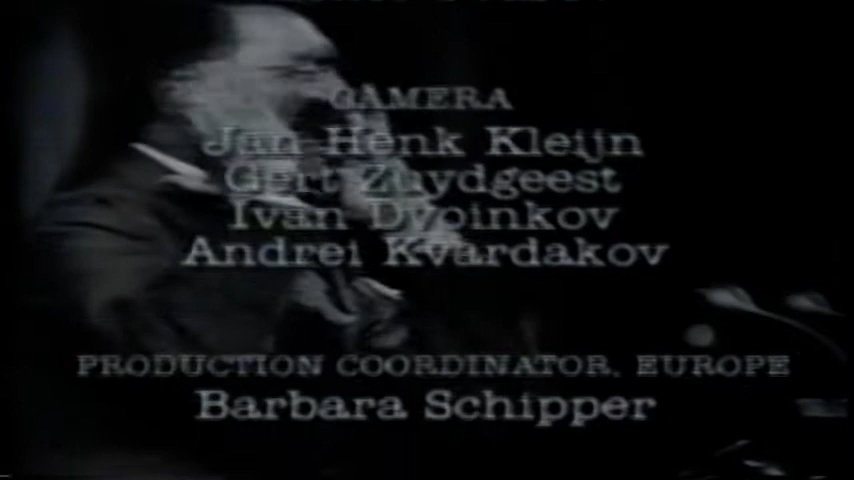 CAMERA
Jan Henk Kleijn
Gert Zuydgeest
Ivan Dvoinkov
Andrei Kvardakov
PRODUCTION COORDINATOR, EUROPE
Barbara Schipper